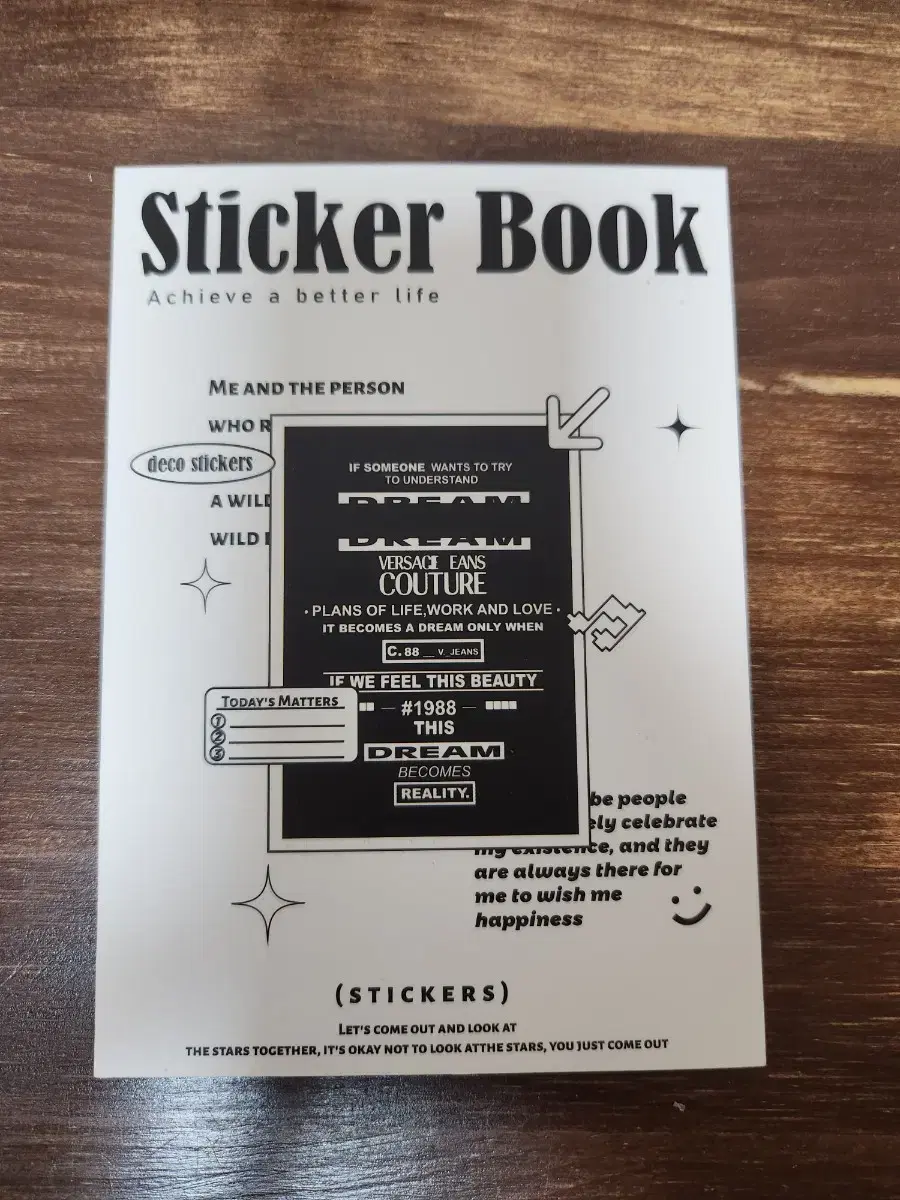 Sticker Book
Achieve a better life
ME AND THE PERSON
WHO R
deco stickers
A WILD
WILD
IF SOMEONE WANTS TO TRY
TO UNDERSTAND
DREAM
DREAM
VERSACE EANS
COUTURE
• PLANS OF LIFE,WORK AND LOVE •
IT BECOMES A DREAM ONLY WHEN
C.88 __ V_JEANS
IF WE FEEL THIS BEAUTY
— #1988 —
THIS
DREAM
BECOMES
REALITY.
TODAY'S MATTERS
1
2
3
be people
ely celebrate
my existence, and they
are always there for
me to wish me
happiness
(STICKERS)
LET'S COME OUT AND LOOK AT
THE STARS TOGETHER, IT'S OKAY NOT TO LOOK ATTHE STARS, YOU JUST COME OUT